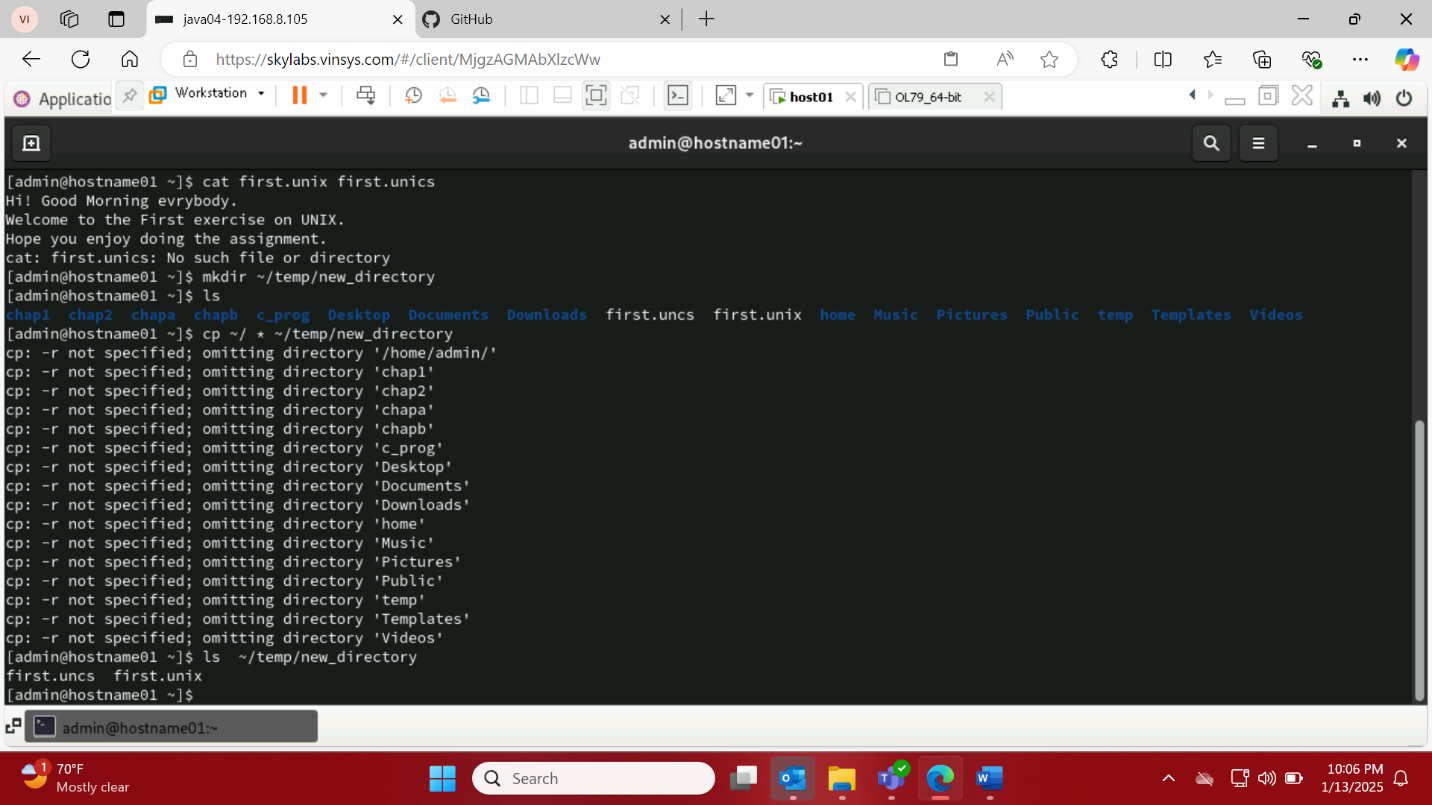 VI
java04-192.168.8.105
GitHub
https://skylabs.vinsys.com/#/client/MjgzAGMAbXlzcWw
Applicatio
Workstation
host01
OL79_64-bit
admin@hostname01:~
[admin@hostname01 ~]$ cat first.unix first.unics
Hi! Good Morning evrybody.
Welcome to the First exercise on UNIX.
Hope you enjoy doing the assignment.
cat: first.unics: No such file or directory
[admin@hostname01 ~]$ mkdir ~/temp/new_directory
[admin@hostname01 ~]$ ls
chap1 chap2 chapa chapb c_prog Desktop Documents Downloads first.uncs first.unix home Music Pictures Public temp Templates Videos
[admin@hostname01 ~]$ cp ~/ * ~/temp/new_directory
cp: -r not specified; omitting directory '/home/admin/'
cp: -r not specified; omitting directory 'chap1'
cp: -r not specified; omitting directory 'chap2'
cp: -r not specified; omitting directory 'chapa'
cp: -r not specified; omitting directory 'chapb'
cp: -r not specified; omitting directory 'c_prog'
cp: -r not specified; omitting directory 'Desktop'
cp: -r not specified; omitting directory 'Documents'
cp: -r not specified; omitting directory 'Downloads'
cp: -r not specified; omitting directory 'home'
cp: -r not specified; omitting directory 'Music'
cp: -r not specified; omitting directory 'Pictures'
cp: -r not specified; omitting directory 'Public'
cp: -r not specified; omitting directory 'temp'
cp: -r not specified; omitting directory 'Templates'
cp: -r not specified; omitting directory 'Videos'
[admin@hostname01 ~]$ ls  ~/temp/new_directory
first.uncs first.unix
[admin@hostname01 ~]$
admin@hostname01:~
1
70°F
Mostly clear
Search
10:06 PM
1/13/2025